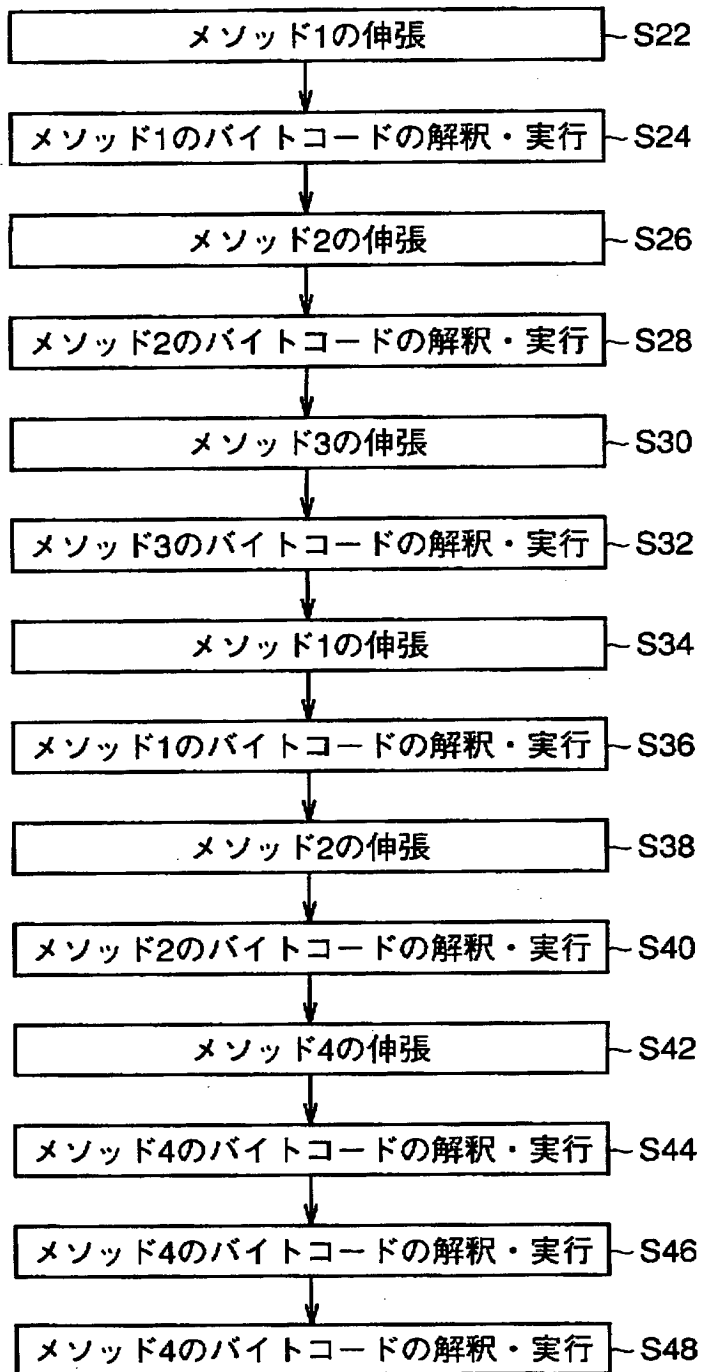 メソッド1の伸張 ~S22
メソッド1のバイトコードの解釈・実行 ~S24
メソッド2の伸張 ~S26
メソッド2のバイトコードの解釈・実行 ~S28
メソッド3の伸張 ~S30
メソッド3のバイトコードの解釈・実行 ~S32
メソッド1の伸張 ~S34
メソッド1のバイトコードの解釈・実行 ~S36
メソッド2の伸張 ~S38
メソッド2のバイトコードの解釈・実行 ~S40
メソッド4の伸張 ~S42
メソッド4のバイトコードの解釈・実行 ~S44
メソッド4のバイトコードの解釈・実行 ~S46
メソッド4のバイトコードの解釈・実行 ~S48